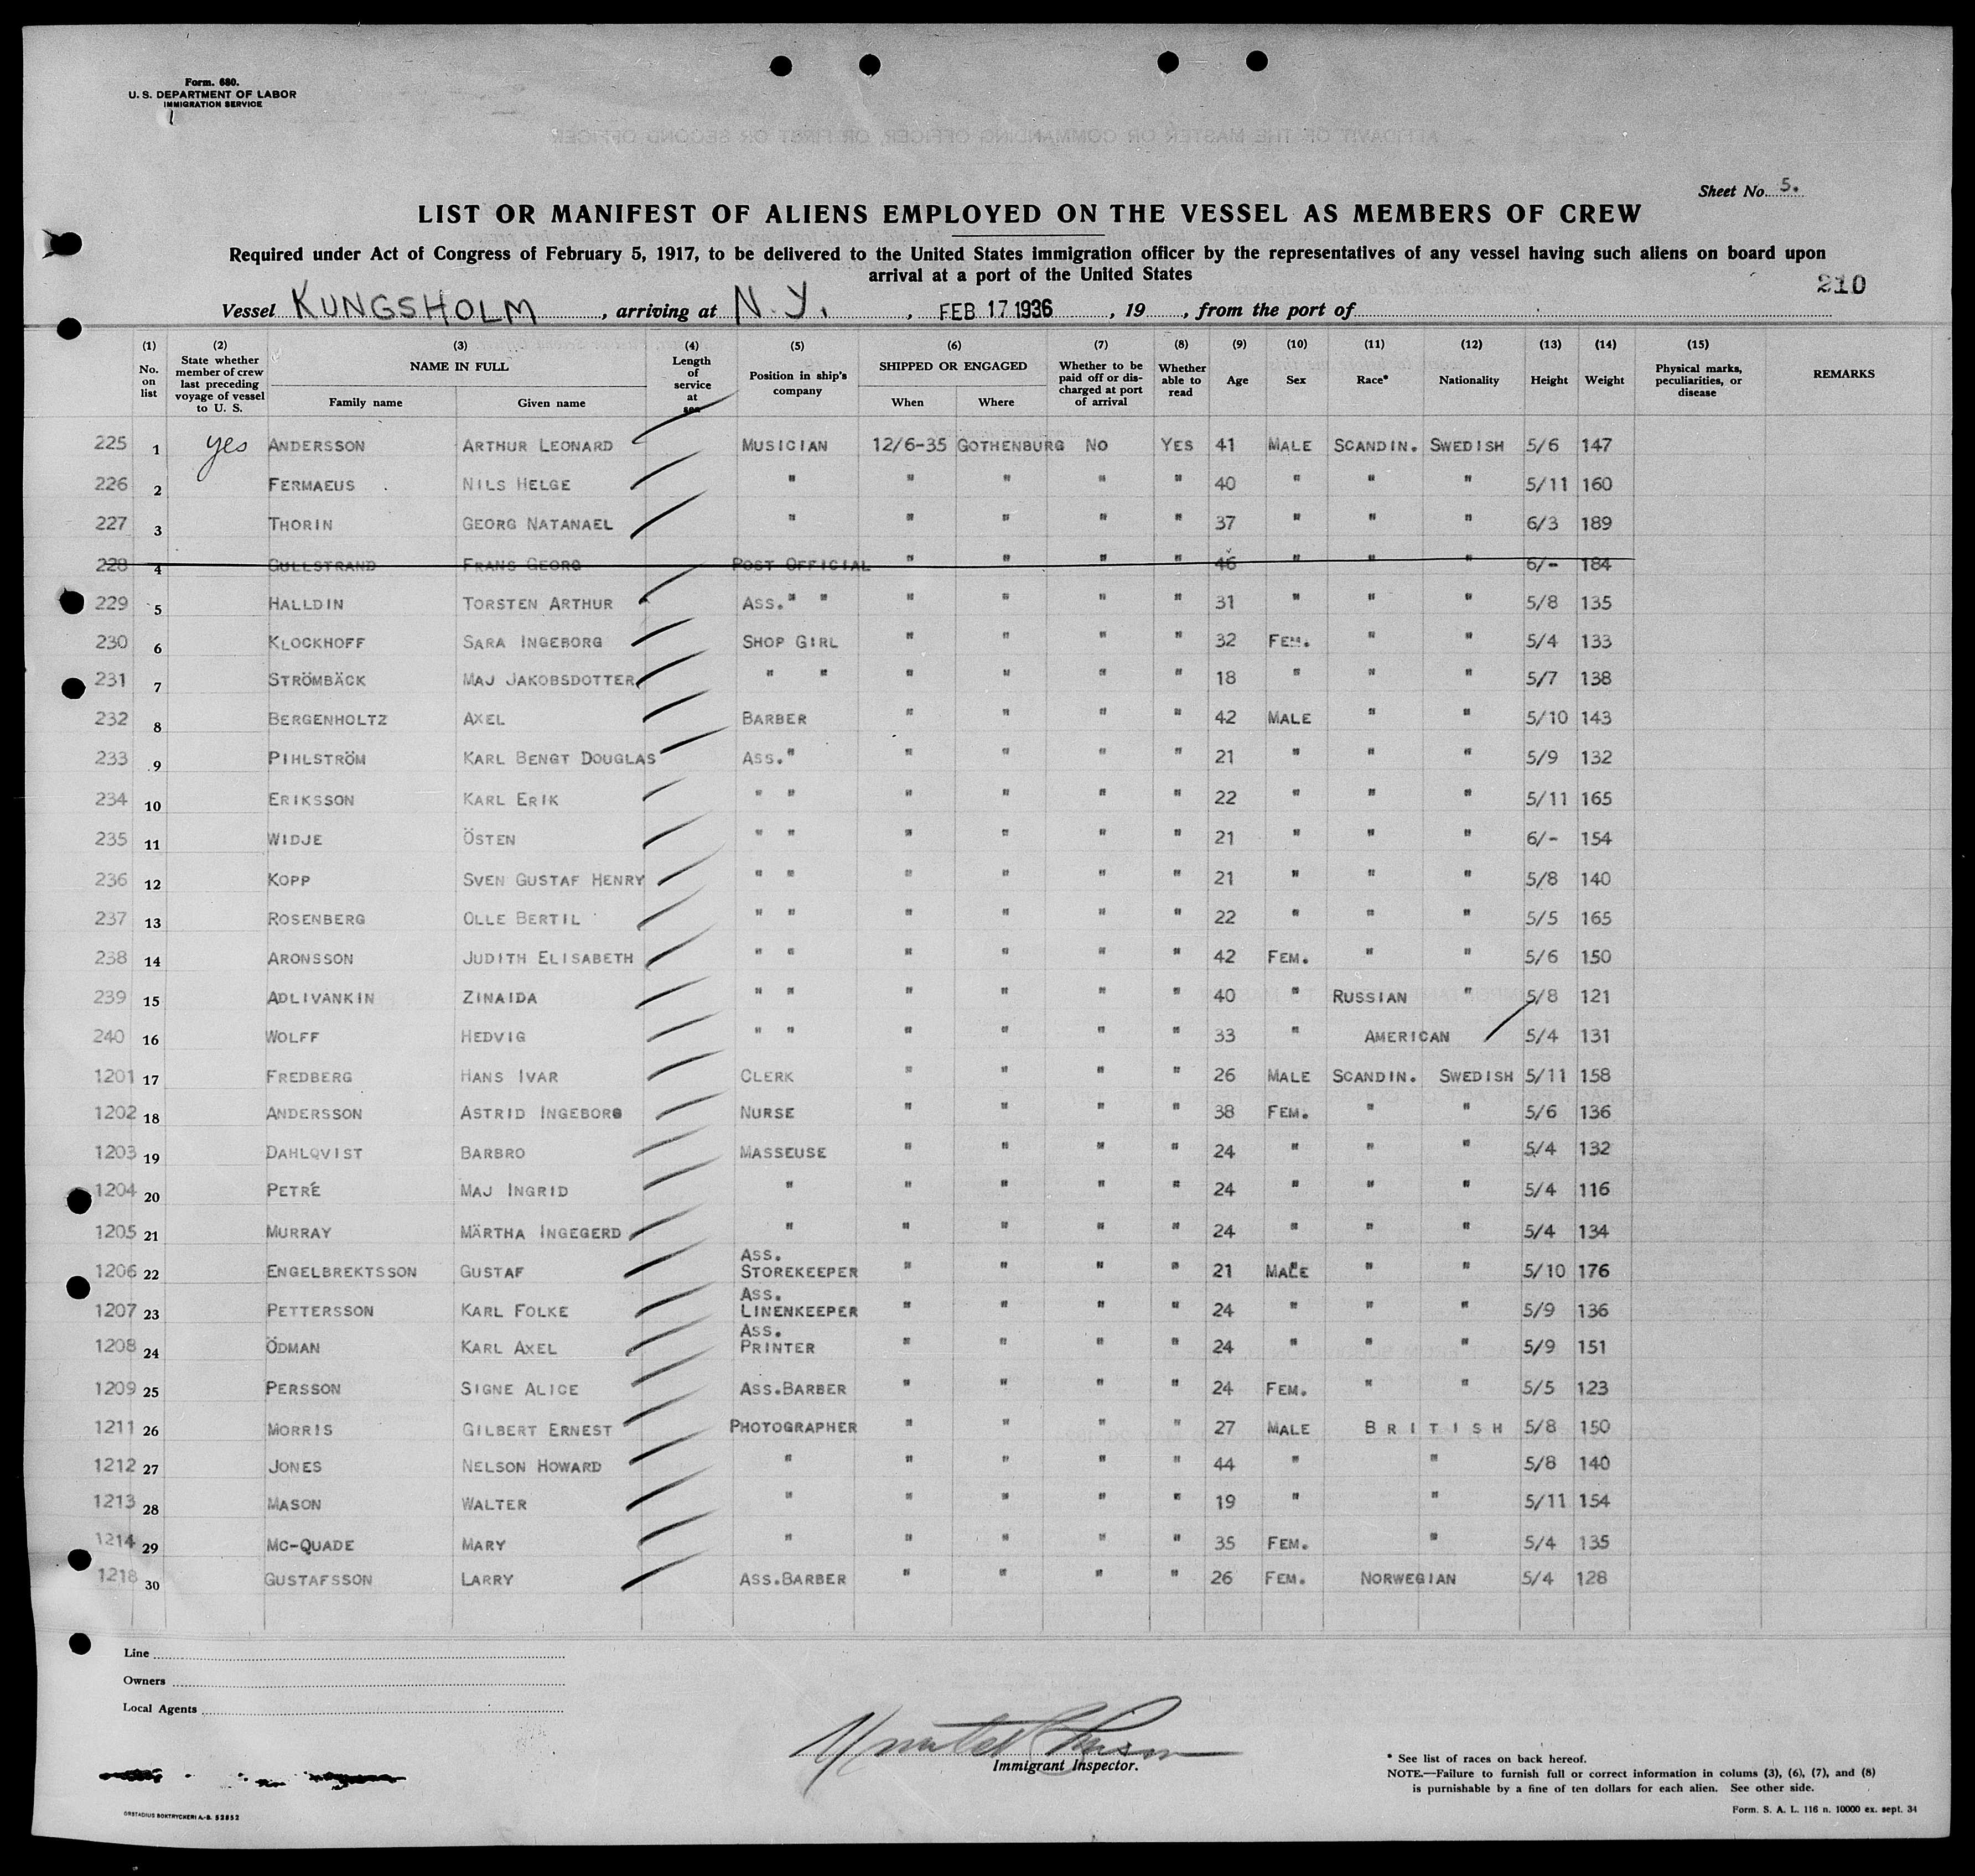 Form. 680.
U. S. DEPARTMENT OF LABOR
IMMIGRATION SERVICE
Sheet No. 5.
LIST OR MANIFEST OF ALIENS EMPLOYED ON THE VESSEL AS MEMBERS OF CREW
Required under Act of Congress of February 5, 1917, to be delivered to the United States immigration officer by the representatives of any vessel having such aliens on board upon
arrival at a port of the United States
210
Vessel KUNGSHOLM, arriving at N.Y., FEB 17 1936, 19 , from the port of
(1) (2) (3) (4) (5) (6) (7) (8) (9) (10) (11) (12) (13) (14) (15)
No. on list State whether member of crew last preceding voyage of vessel to U. S. NAME IN FULL Family name Given name Length of service at sea Position in ship's company SHIPPED OR ENGAGED When Where Whether to be paid off or discharged at port of arrival Whether able to read Age Sex Race* Nationality Height Weight Physical marks, peculiarities, or disease REMARKS
225 1 yes ANDERSSON ARTHUR LEONARD MUSICIAN 12/6-35 GOTHENBURG NO YES 41 MALE SCANDIN. SWEDISH 5/6 147
226 2 FERMAEUS NILS HELGE " " " " " 40 " " " 5/11 160
227 3 THORIN GEORG NATANAEL " " " " " 37 " " " 6/3 189
228 4 GULLSTRAND FRANS GEORG POST OFFICIAL " " " " 46 " " " 6/- 184
229 5 HALLDIN TORSTEN ARTHUR ASS. " " " " " " 31 " " " 5/8 135
230 6 KLOCKHOFF SARA INGEBORG SHOP GIRL " " " " 32 FEM. " " 5/4 133
231 7 STRÖMBÄCK MAJ JAKOBSDOTTER " " " " " " 18 " " " 5/7 138
232 8 BERGENHOLTZ AXEL BARBER " " " " 42 MALE " " 5/10 143
233 9 PIHLSTRÖM KARL BENGT DOUGLAS ASS. " " " " " 21 " " " 5/9 132
234 10 ERIKSSON KARL ERIK " " " " " " 22 " " " 5/11 165
235 11 WIDJE ÖSTEN " " " " " " 21 " " " 6/- 154
236 12 KOPP SVEN GUSTAF HENRY " " " " " " 21 " " " 5/8 140
237 13 ROSENBERG OLLE BERTIL " " " " " " 22 " " " 5/5 165
238 14 ARONSSON JUDITH ELISABETH " " " " " " 42 FEM. " " 5/6 150
239 15 ADLIVANKIN ZINAIDA " " " " " " 40 " RUSSIAN " 5/8 121
240 16 WOLFF HEDVIG " " " " " " 33 " AMERICAN 5/4 131
1201 17 FREDBERG HANS IVAR CLERK " " " " 26 MALE SCANDIN. SWEDISH 5/11 158
1202 18 ANDERSSON ASTRID INGEBORG NURSE " " " " 38 FEM. " " 5/6 136
1203 19 DAHLQVIST BARBRO MASSEUSE " " " " 24 " " " 5/4 132
1204 20 PETRÉ MAJ INGRID " " " " " 24 " " " 5/4 116
1205 21 MURRAY MÄRTHA INGEGERD " " " " " 24 " " " 5/4 134
1206 22 ENGELBREKTSSON GUSTAF ASS. STOREKEEPER " " " " 21 MALE " " 5/10 176
1207 23 PETTERSSON KARL FOLKE ASS. LINENKEEPER " " " " 24 " " " 5/9 136
1208 24 ÖDMAN KARL AXEL ASS. PRINTER " " " " 24 " " " 5/9 151
1209 25 PERSSON SIGNE ALICE ASS.BARBER " " " " 24 FEM. " " 5/5 123
1211 26 MORRIS GILBERT ERNEST PHOTOGRAPHER " " " " 27 MALE BRITISH 5/8 150
1212 27 JONES NELSON HOWARD " " " " " 44 " " 5/8 140
1213 28 MASON WALTER " " " " " 19 " " 5/11 154
1214 29 MC-QUADE MARY " " " " " 35 FEM. " 5/4 135
1218 30 GUSTAFSSON LARRY ASS.BARBER " " " " 26 FEM. NORWEGIAN 5/4 128
Line
Owners
Local Agents
Immigrant Inspector.
* See list of races on back hereof.
NOTE.—Failure to furnish full or correct information in colums (3), (6), (7), and (8)
is punishable by a fine of ten dollars for each alien. See other side.
ORSTADIUS BOKTRYCKERI A.-B. 52852
Form. S. A. L. 116 n. 10000 ex. sept. 34